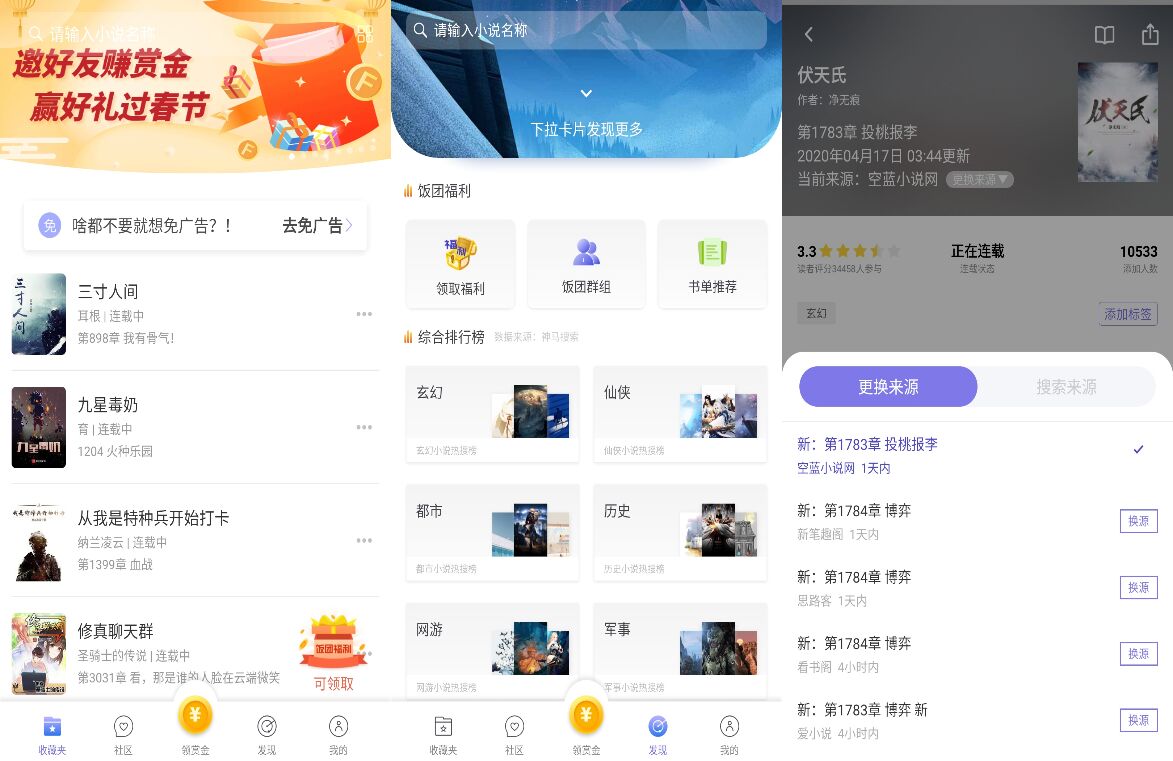 请输入小说名称
邀好友赚赏金
赢好礼过春节
免 啥都不要就想免广告?! 去免广告
三寸人间
耳根 | 连载中
第898章 我有骨气!
九星毒奶
育 | 连载中
1204 火种乐园
从我是特种兵开始打卡
纳兰凌云 | 连载中
第1399章 血战
修真聊天群
圣骑士的传说 | 连载中
第3031章 看，那是谁的人脸在云端微笑
饭团福利
可领取
收藏夹 社区 领赏金 发现 我的
请输入小说名称
下拉卡片发现更多
饭团福利
福利
领取福利 饭团群组 书单推荐
综合排行榜 数据来源：神马搜索
玄幻 仙侠
玄幻小说热搜榜 仙侠小说热搜榜
都市 历史
都市小说热搜榜 历史小说热搜榜
网游 军事
网游小说热搜榜 军事小说热搜榜
收藏夹 社区 领赏金 发现 我的
伏天氏
作者：净无痕
伏天氏
第1783章 投桃报李
2020年04月17日 03:44更新
当前来源：空蓝小说网 更换来源▼
3.3 正在连载 10533
读者评分34458人参与 连载状态 添加人数
玄幻 添加标签
更换来源 搜索来源
新：第1783章 投桃报李
空蓝小说网 1天内
新：第1784章 博弈
新笔趣阁 1天内
换源
新：第1784章 博弈
思路客 1天内
换源
新：第1784章 博弈
看书阁 4小时内
换源
新：第1784章 博弈 新
爱小说 4小时内
换源